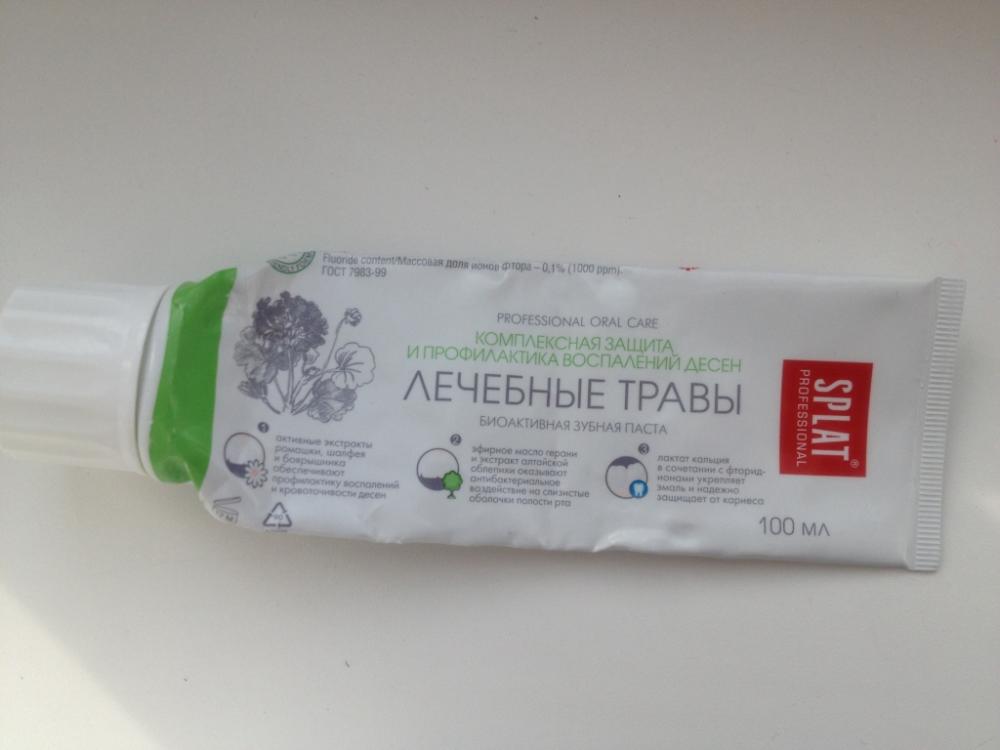 Fluoride content/Массовая доля ионов фтора – 0,1% (1000 ppm).
ГОСТ 7983-99
PROFESSIONAL ORAL CARE
КОМПЛЕКСНАЯ ЗАЩИТА
И ПРОФИЛАКТИКА ВОСПАЛЕНИЙ ДЕСЕН
ЛЕЧЕБНЫЕ ТРАВЫ
БИОАКТИВНАЯ ЗУБНАЯ ПАСТА
1
активные экстракты
ромашки, шалфея
и боярышника
обеспечивают
профилактику воспалений
и кровоточивости десен
2
эфирное масло герани
и экстракт алтайской
облепихи оказывают
антибактериальное
воздействие на слизистые
оболочки полости рта
3
лактат кальция
в сочетании с фторид-
ионами укрепляет
эмаль и надежно
защищает от кариеса
SPLAT®
PROFESSIONAL
100 МЛ